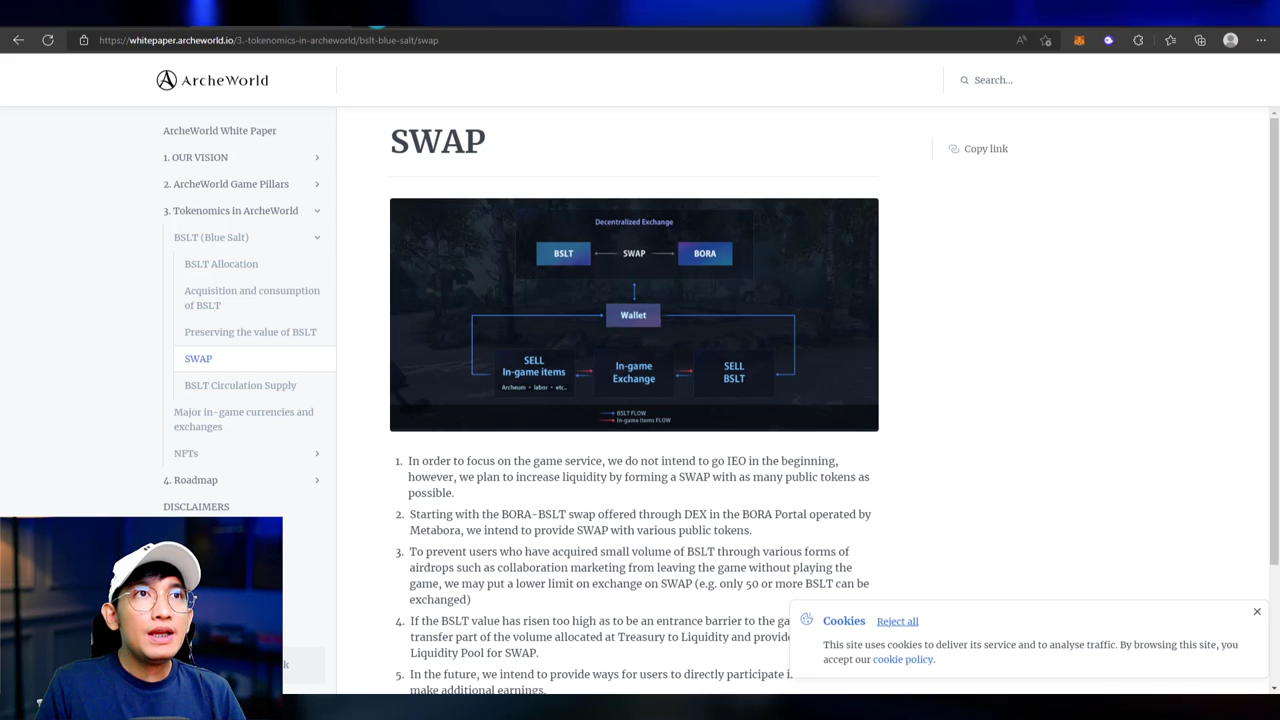 https://whitepaper.archeworld.io/3.-tokenomics-in-archeworld/bslt-blue-salt/swap
ArcheWorld
Search...
ArcheWorld White Paper
1. OUR VISION
2. ArcheWorld Game Pillars
3. Tokenomics in ArcheWorld
BSLT (Blue Salt)
BSLT Allocation
Acquisition and consumption
of BSLT
Preserving the value of BSLT
SWAP
BSLT Circulation Supply
Major in-game currencies and
exchanges
NFTs
4. Roadmap
DISCLAIMERS
SWAP
Copy link
Decentralized Exchange
BSLT
SWAP
BORA
Wallet
SELL
In-game items
Archeum • labor • etc..
In-game
Exchange
SELL
BSLT
BSLT FLOW
In-game items FLOW
1. In order to focus on the game service, we do not intend to go IEO in the beginning,
however, we plan to increase liquidity by forming a SWAP with as many public tokens as
possible.
2. Starting with the BORA-BSLT swap offered through DEX in the BORA Portal operated by
Metabora, we intend to provide SWAP with various public tokens.
3. To prevent users who have acquired small volume of BSLT through various forms of
airdrops such as collaboration marketing from leaving the game without playing the
game, we may put a lower limit on exchange on SWAP (e.g. only 50 or more BSLT can be
exchanged)
4. If the BSLT value has risen too high as to be an entrance barrier to the
transfer part of the volume allocated at Treasury to Liquidity and provide
Liquidity Pool for SWAP.
5. In the future, we intend to provide ways for users to directly participate
make additional earnings.
Cookies Reject all
This site uses cookies to deliver its service and to analyse traffic. By browsing this site, you
accept our cookie policy.